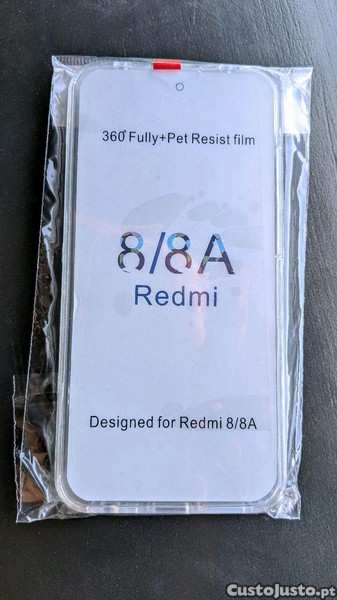 360° Fully+Pet Resist film
8/8A
Redmi
Designed for Redmi 8/8A
CustoJusto.pt